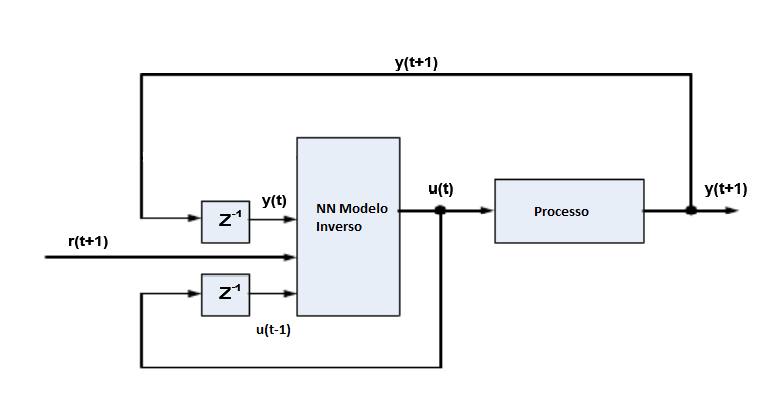 y(t+1)
y(t)
Z⁻¹
NN Modelo
Inverso
u(t)
Processo
y(t+1)
r(t+1)
Z⁻¹
u(t-1)